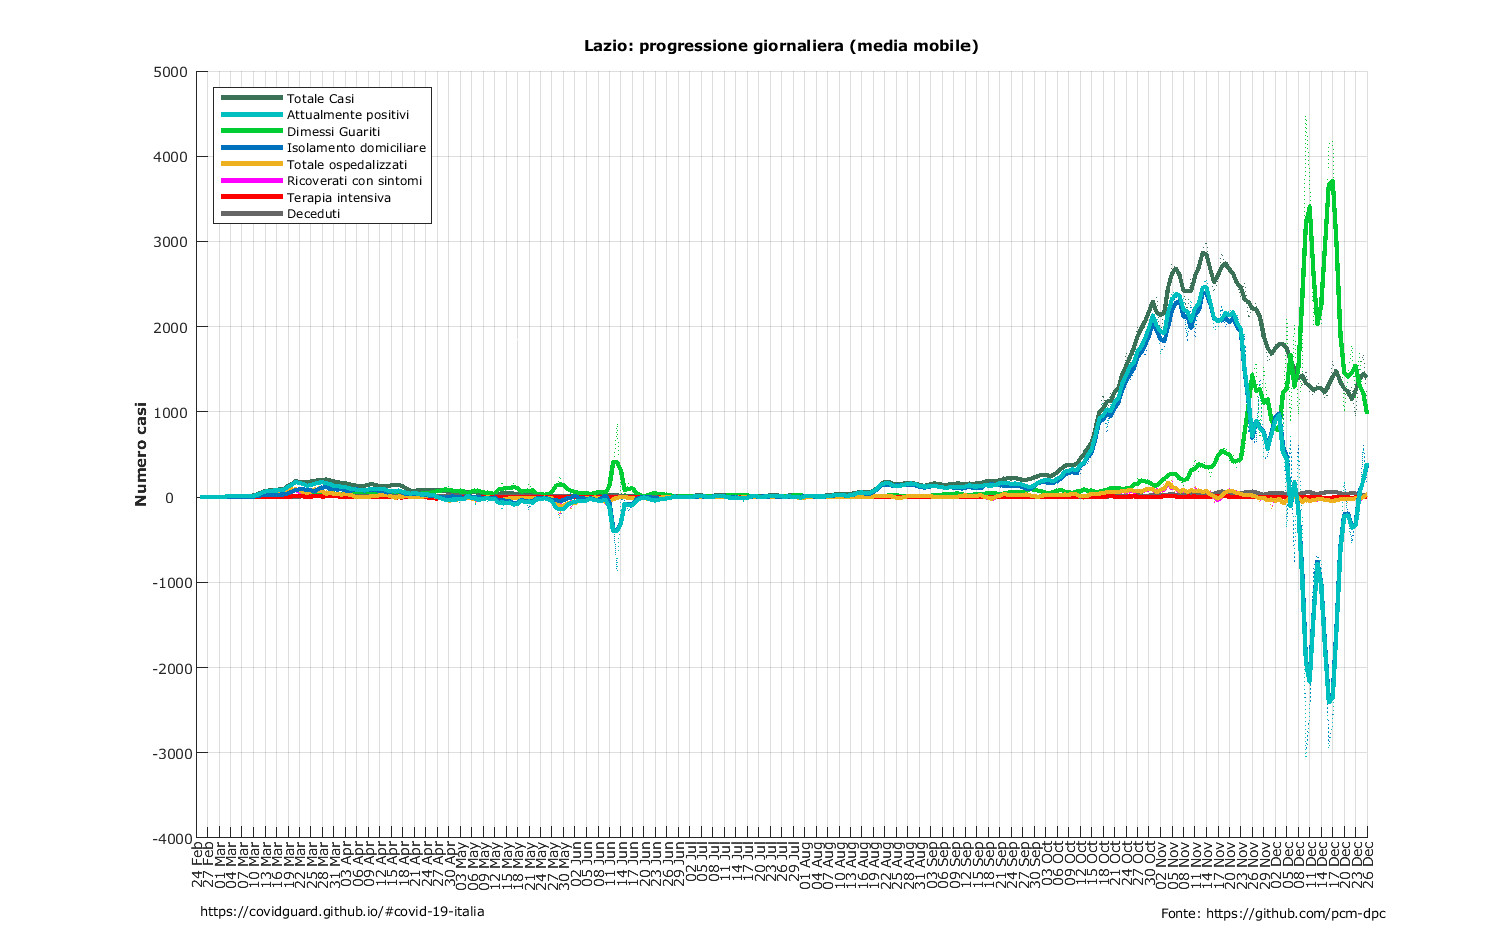 Lazio: progressione giornaliera (media mobile)
Numero casi
5000
4000
3000
2000
1000
0
-1000
-2000
-3000
-4000
Totale Casi
Attualmente positivi
Dimessi Guariti
Isolamento domiciliare
Totale ospedalizzati
Ricoverati con sintomi
Terapia intensiva
Deceduti
24 Feb
27 Feb
01 Mar
04 Mar
07 Mar
10 Mar
13 Mar
16 Mar
19 Mar
22 Mar
25 Mar
28 Mar
31 Mar
03 Apr
06 Apr
09 Apr
12 Apr
15 Apr
18 Apr
21 Apr
24 Apr
27 Apr
30 Apr
03 May
06 May
09 May
12 May
15 May
18 May
21 May
24 May
27 May
30 May
02 Jun
05 Jun
08 Jun
11 Jun
14 Jun
17 Jun
20 Jun
23 Jun
26 Jun
29 Jun
02 Jul
05 Jul
08 Jul
11 Jul
14 Jul
17 Jul
20 Jul
23 Jul
26 Jul
29 Jul
01 Aug
04 Aug
07 Aug
10 Aug
13 Aug
16 Aug
19 Aug
22 Aug
25 Aug
28 Aug
31 Aug
03 Sep
06 Sep
09 Sep
12 Sep
15 Sep
18 Sep
21 Sep
24 Sep
27 Sep
30 Sep
03 Oct
06 Oct
09 Oct
12 Oct
15 Oct
18 Oct
21 Oct
24 Oct
27 Oct
30 Oct
02 Nov
05 Nov
08 Nov
11 Nov
14 Nov
17 Nov
20 Nov
23 Nov
26 Nov
29 Nov
02 Dec
05 Dec
08 Dec
11 Dec
14 Dec
17 Dec
20 Dec
23 Dec
26 Dec
https://covidguard.github.io/#covid-19-italia
Fonte: https://github.com/pcm-dpc